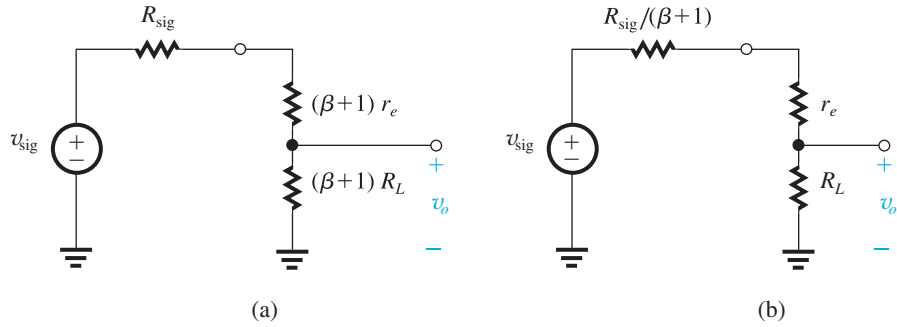 R_sig
(β+1) r_e
v_sig
+
−
(β+1) R_L
+
v_o
−
(a)
R_sig/(β+1)
r_e
v_sig
+
−
R_L
+
v_o
−
(b)